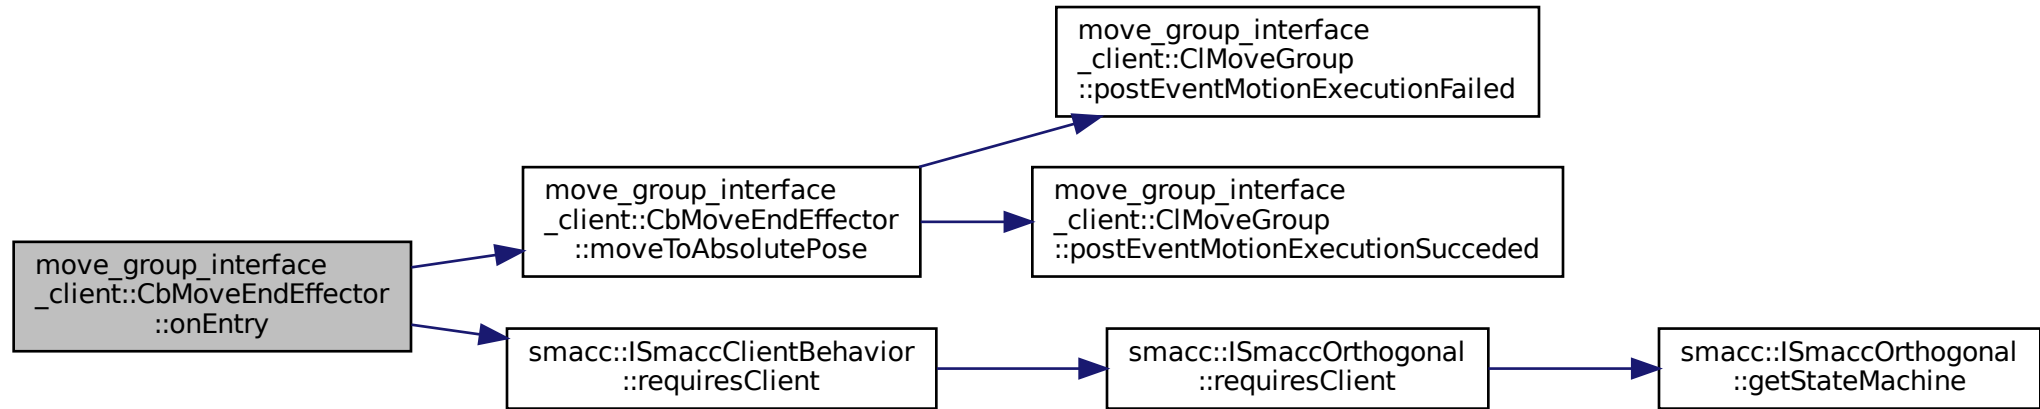 move_group_interface
_client::CbMoveEndEffector
::onEntry
move_group_interface
_client::CbMoveEndEffector
::moveToAbsolutePose
move_group_interface
_client::ClMoveGroup
::postEventMotionExecutionFailed
move_group_interface
_client::ClMoveGroup
::postEventMotionExecutionSucceded
smacc::ISmaccClientBehavior
::requiresClient
smacc::ISmaccOrthogonal
::requiresClient
smacc::ISmaccOrthogonal
::getStateMachine